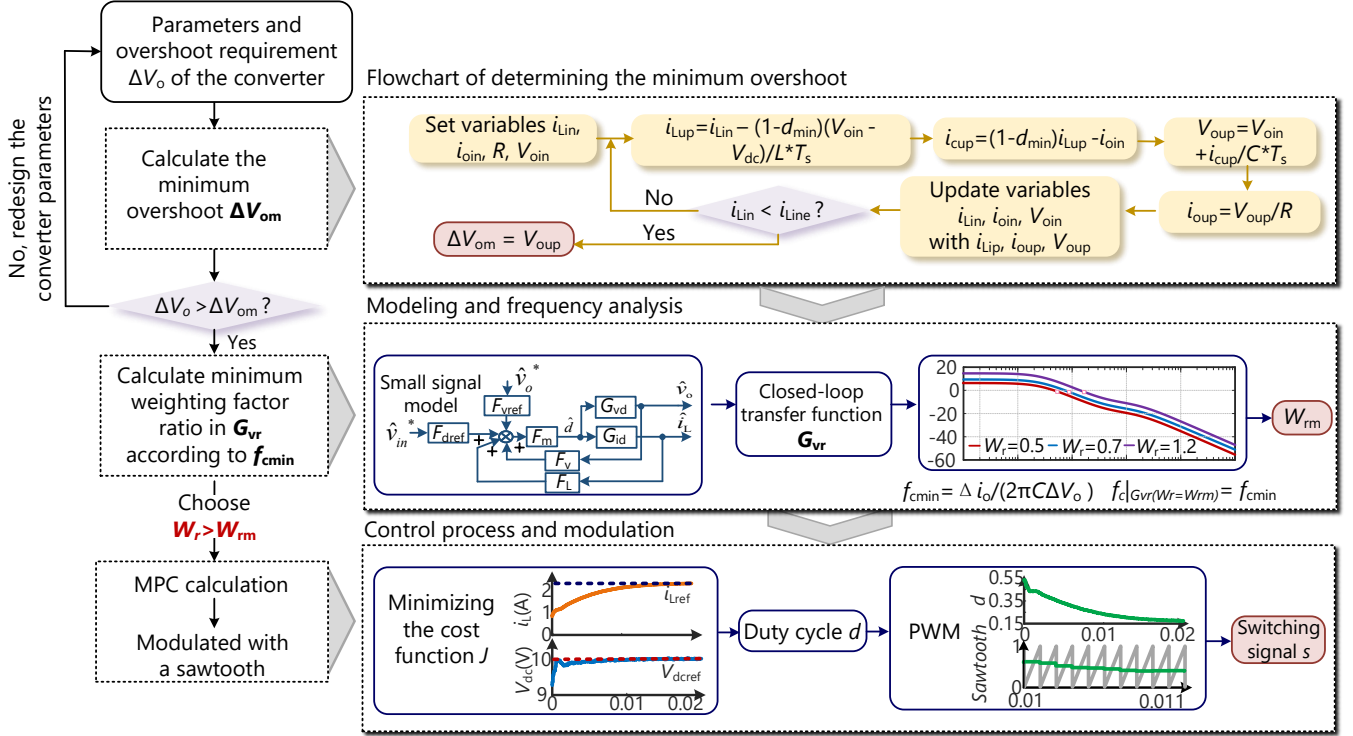 Parameters and
overshoot requirement
ΔVo of the converter
No, redesign the
converter parameters
Calculate the
minimum
overshoot ΔVom
ΔVo >ΔVom ?
Yes
Calculate minimum
weighting factor
ratio in Gvr
according to fcmin
Choose
Wr>Wrm
MPC calculation
Modulated with
a sawtooth
Flowchart of determining the minimum overshoot
Set variables iLin,
ioin, R, Voin
iLup=iLin – (1-dmin)(Voin -
Vdc)/L*Ts
icup=(1-dmin)iLup -ioin
Voup=Voin
+icup/C*Ts
ioup=Voup/R
Update variables
iLin, ioin, Voin
with iLip, ioup, Voup
iLin < iLine ?
No
Yes
ΔVom = Voup
Modeling and frequency analysis
Small signal
model
v̂o*
Fvref
v̂in*
Fdref
+
+
+
Fm
d̂
Gvd
Gid
Fv
FL
v̂o
îL
Closed-loop
transfer function
Gvr
20
0
-20
-40
-60
Wr=0.5
Wr=0.7
Wr=1.2
Wrm
fcmin= Δ io/(2πCΔVo ) fc|Gvr(Wr=Wrm)= fcmin
Control process and modulation
Minimizing
the cost
function J
iL(A)
2
1
0
iLref
Vdc(V)
10
9
Vdcref
0
0.01
0.02
Duty cycle d
PWM
d
0.55
0.35
0.15
0
0.01
0.02
Sawtooth
1
0
0.01
0.011
Switching
signal s